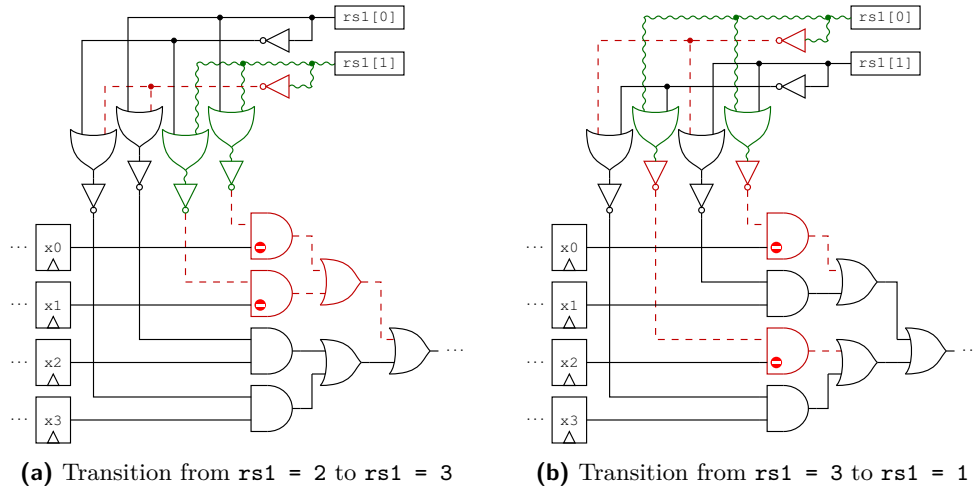 rs1[0]
rs1[1]
··· x0
··· x1
··· x2
···
··· x3
(a) Transition from rs1 = 2 to rs1 = 3
rs1[0]
rs1[1]
··· x0
··· x1
··· x2
···
··· x3
(b) Transition from rs1 = 3 to rs1 = 1